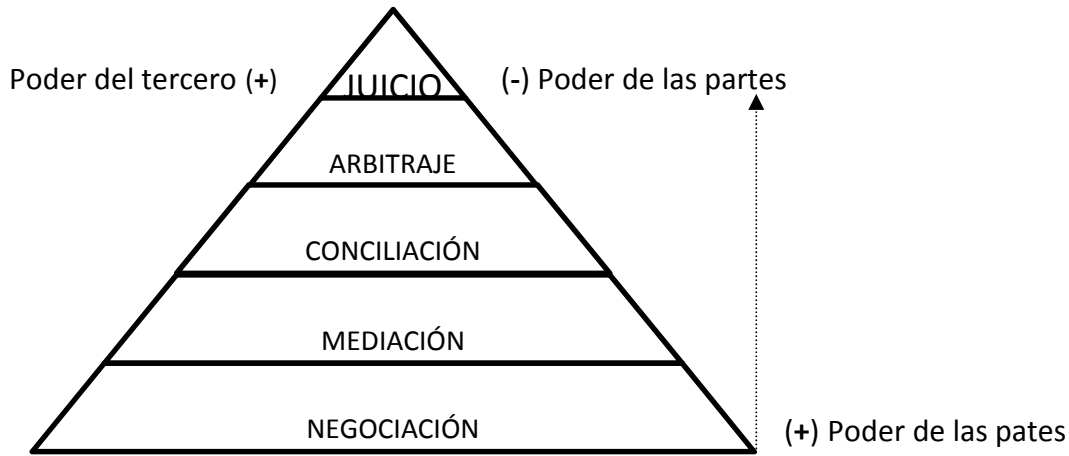 Poder del tercero (+)
JUICIO
(-) Poder de las partes
ARBITRAJE
CONCILIACIÓN
MEDIACIÓN
NEGOCIACIÓN
(+) Poder de las pates